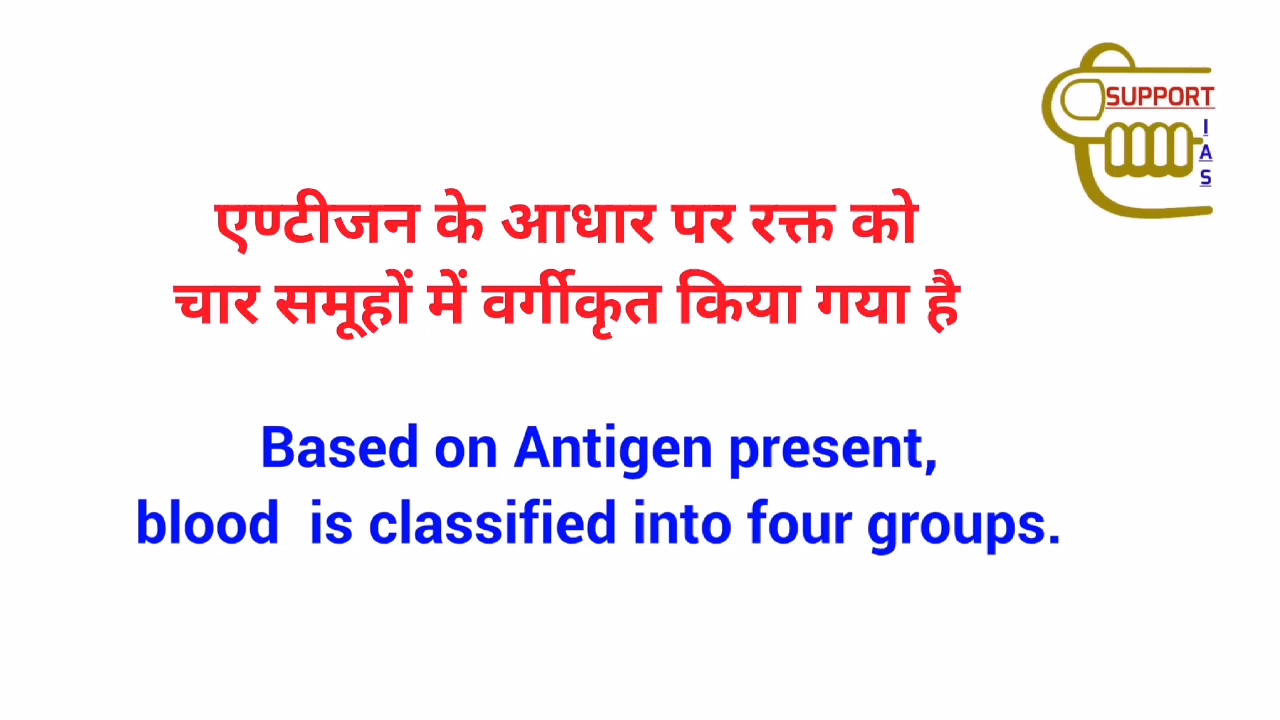 SUPPORT
I
A
S
एण्टीजन के आधार पर रक्त को
चार समूहों में वर्गीकृत किया गया है
Based on Antigen present,
blood is classified into four groups.